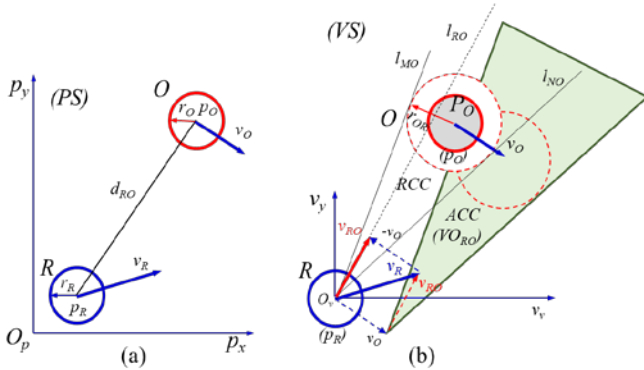 (PS)
p_y
O
r_O p_O
v_O
d_RO
R
r_R
p_R
v_R
O_p
(a)
p_x
(VS)
l_MO
l_RO
l_NO
O
r_OR
P_O
(p_O)
v_O
RCC
ACC
(VO_RO)
v_y
v_RO
-v_O
v_R
v_RO
R
O_v
(p_R)
v_O
v_v
(b)